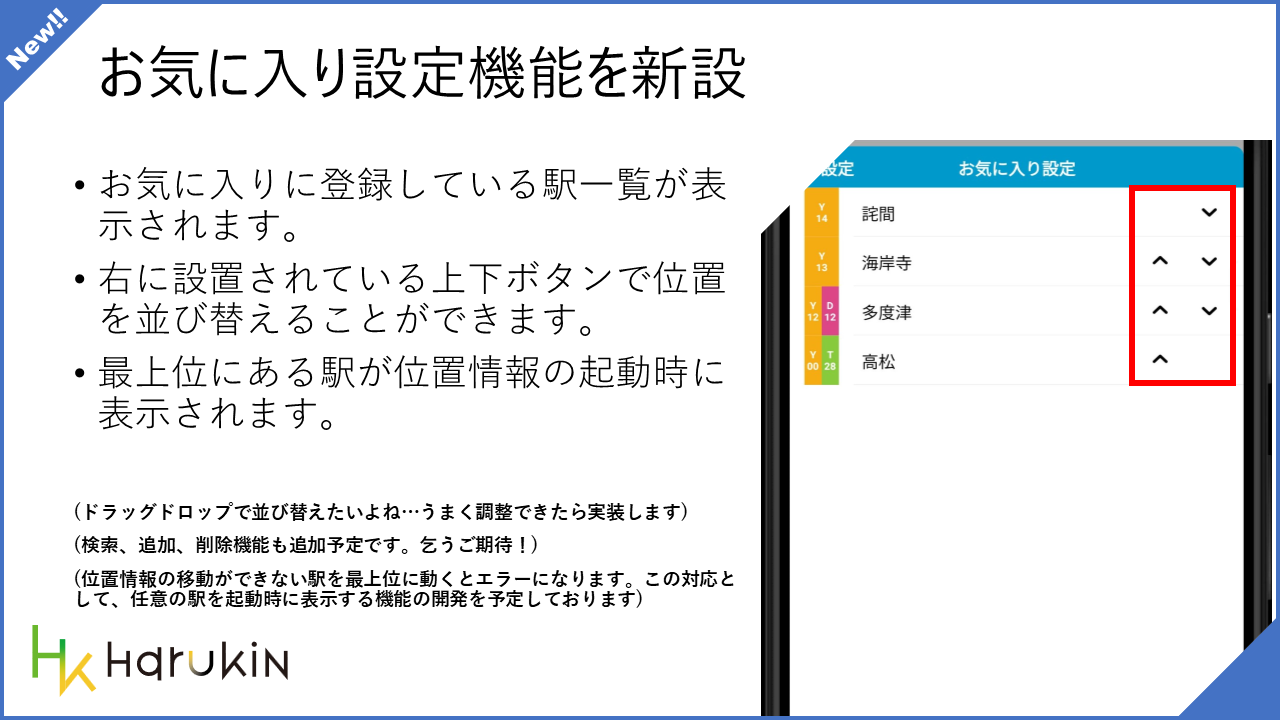 New!!
お気に入り設定機能を新設
• お気に入りに登録している駅一覧が表
示されます。
• 右に設置されている上下ボタンで位置
を並び替えることができます。
• 最上位にある駅が位置情報の起動時に
表示されます。
(ドラッグドロップで並び替えたいよね…うまく調整できたら実装します)
(検索、追加、削除機能も追加予定です。乞うご期待！)
(位置情報の移動ができない駅を最上位に動くとエラーになります。この対応と
して、任意の駅を起動時に表示する機能の開発を予定しております)
HK HarukiN
設定 お気に入り設定
Y
14
詫間
Y
13
海岸寺
Y D
12 12
多度津
Y T
00 28
高松